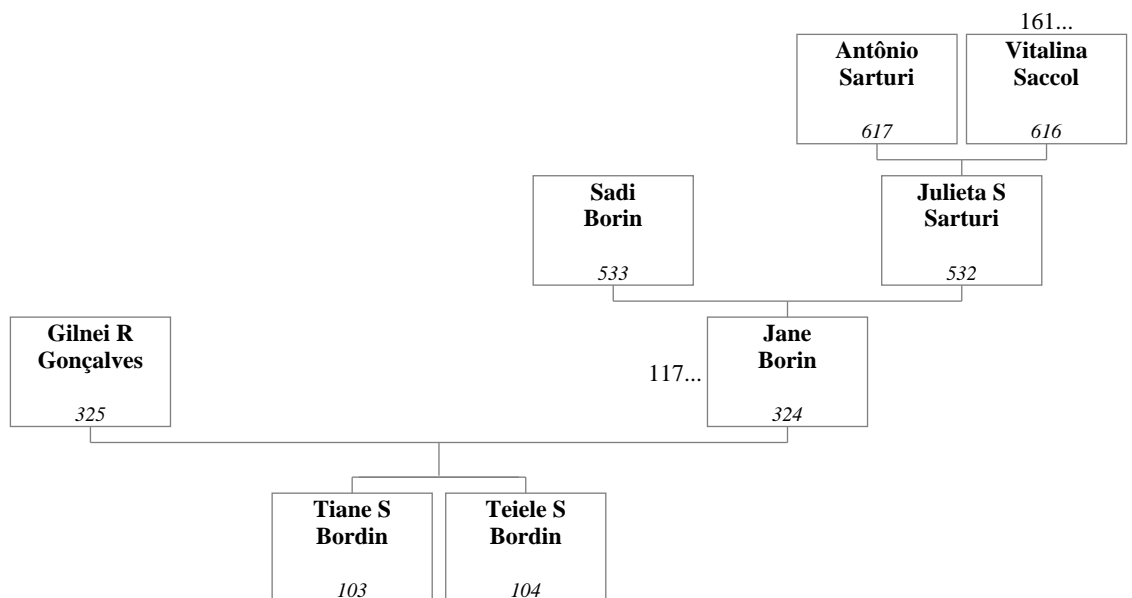 161...
Antônio
Sarturi
617
Vitalina
Saccol
616
Sadi
Borin
533
Julieta S
Sarturi
532
Gilnei R
Gonçalves
325
117...
Jane
Borin
324
Tiane S
Bordin
103
Teiele S
Bordin
104